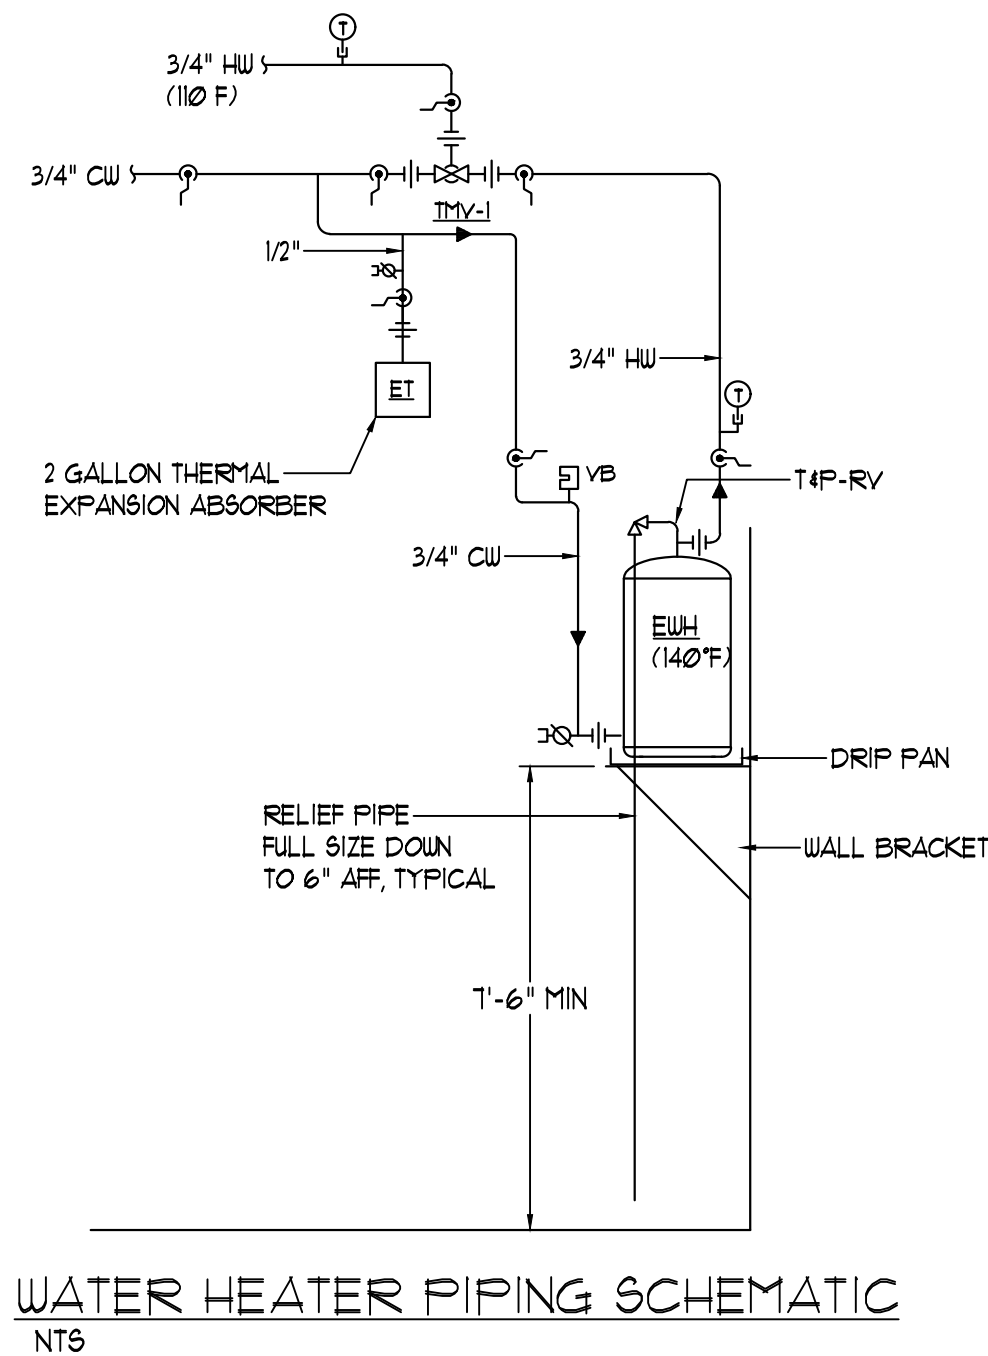 T
3/4" HW
(110 F)
3/4" CW
TMV-1
1/2"
3/4" HW
ET
T
2 GALLON THERMAL
EXPANSION ABSORBER
VB
T&P-RV
3/4" CW
EWH
(140°F)
DRIP PAN
RELIEF PIPE
FULL SIZE DOWN
TO 6" AFF, TYPICAL
WALL BRACKET
7'-6" MIN
WATER HEATER PIPING SCHEMATIC
NTS